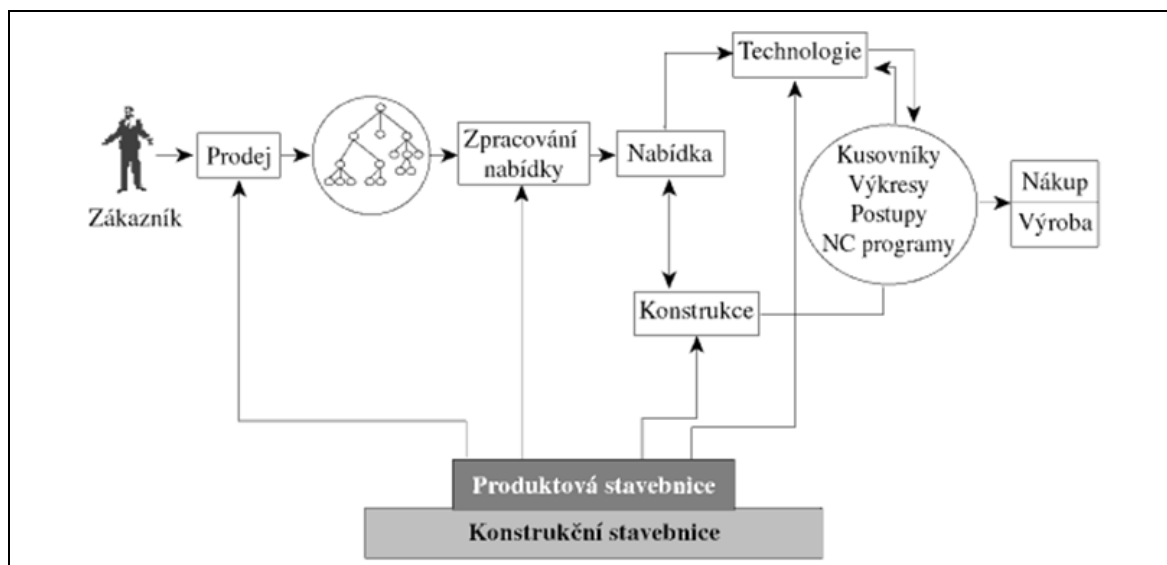 Technologie
Zákazník
Prodej
Zpracování
nabídky
Nabídka
Kusovníky
Výkresy
Postupy
NC programy
Nákup
Výroba
Konstrukce
Produktová stavebnice
Konstrukční stavebnice